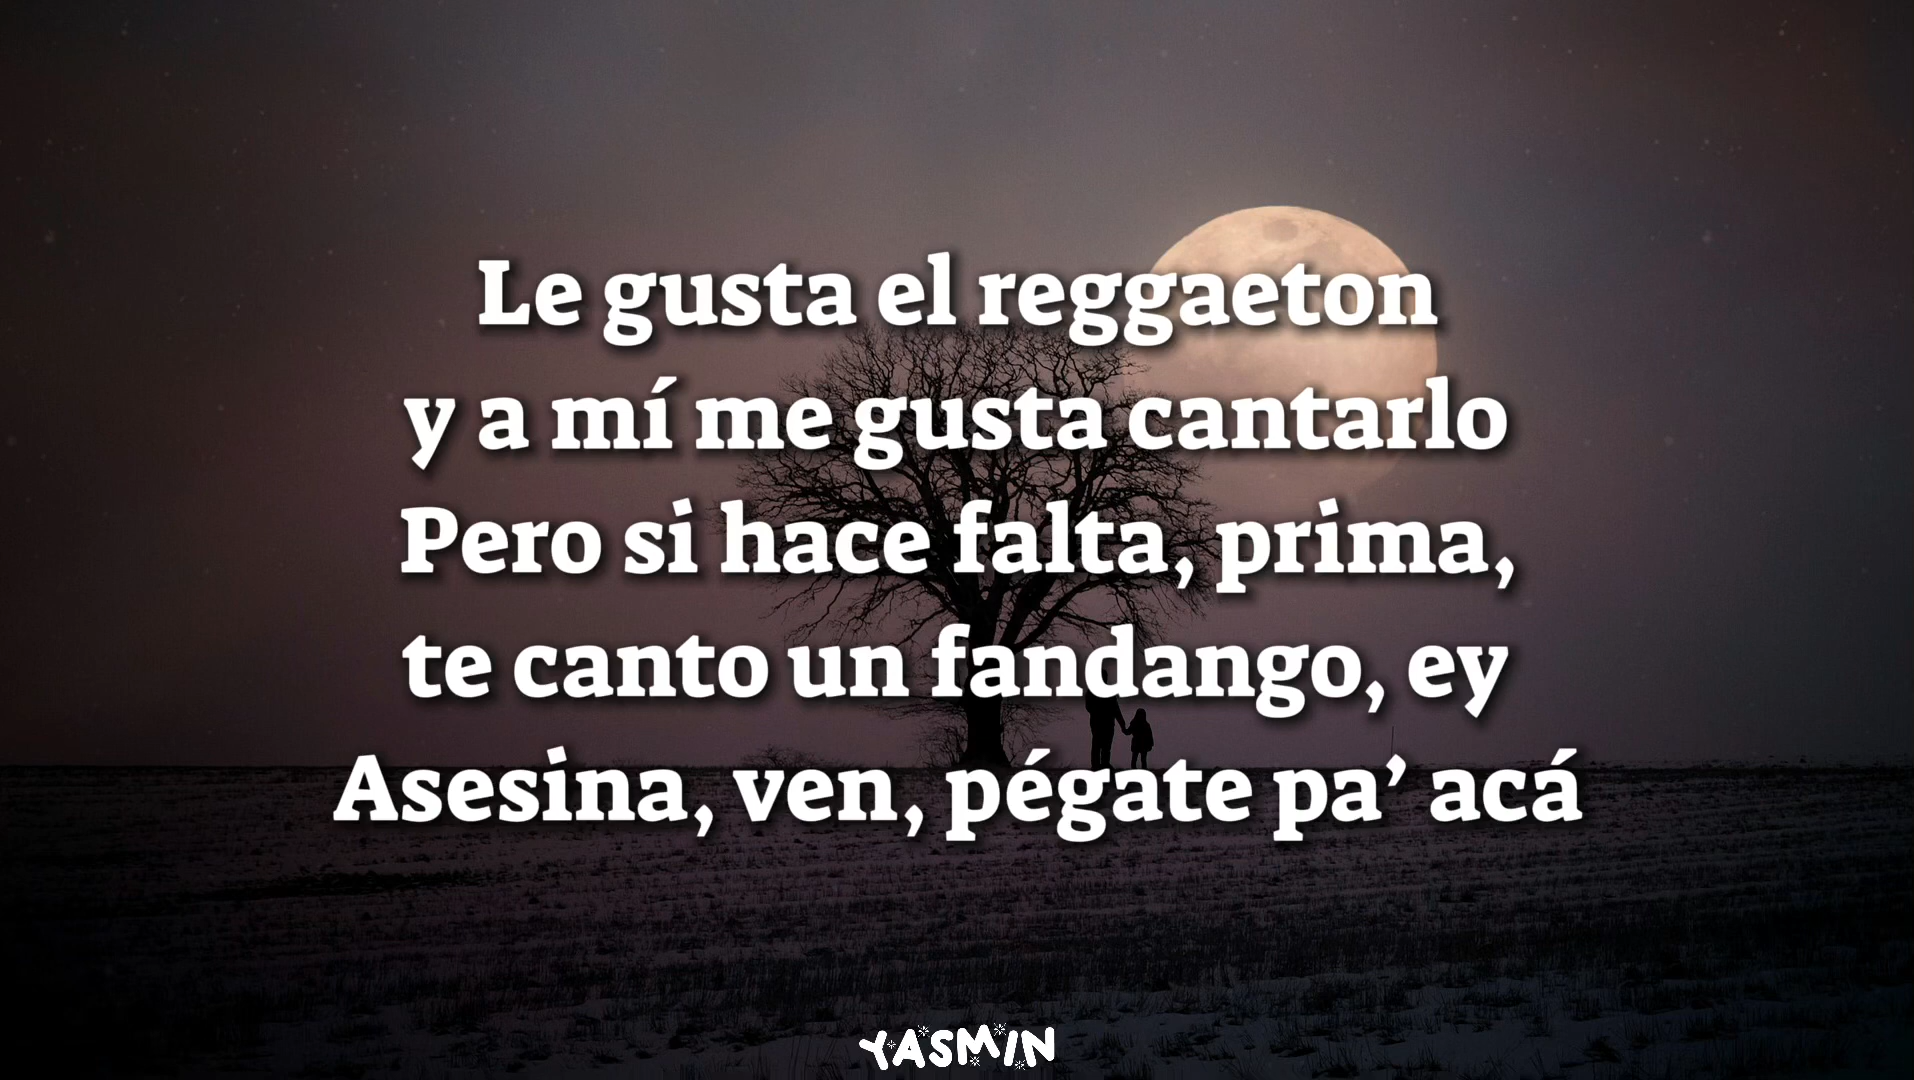 Le gusta el reggaeton
y a mí me gusta cantarlo
Pero si hace falta, prima,
te canto un fandango, ey
Asesina, ven, pégate pa’ acá
YASMIN